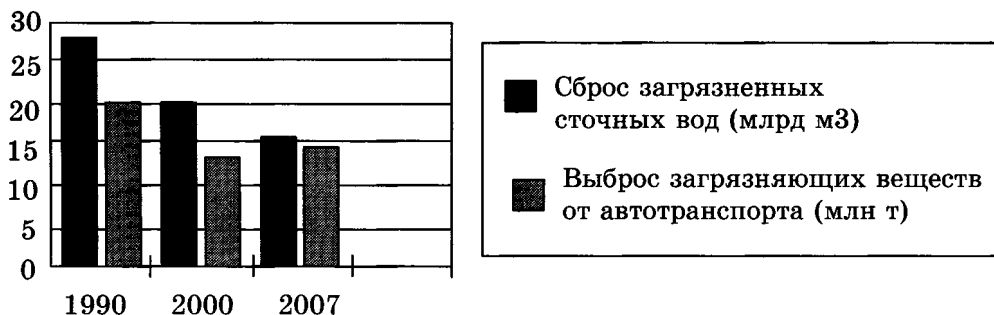 30
25
20
15
10
5
0
1990 2000 2007
Сброс загрязненных
сточных вод (млрд м3)
Выброс загрязняющих веществ
от автотранспорта (млн т)